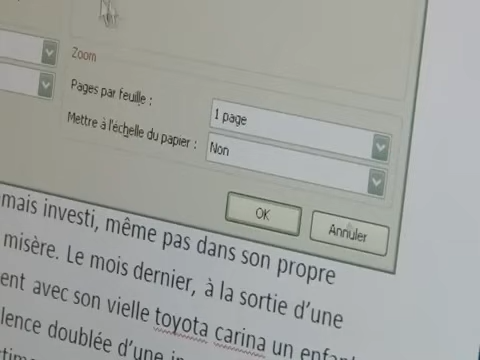 Zoom
Pages par feuille : 1 page
Mettre à l'échelle du papier : Non
OK Annuler
mais investi, même pas dans son propre
misère. Le mois dernier, à la sortie d'une
ent avec son vielle toyota carina un enfan
lence doublée d'une in